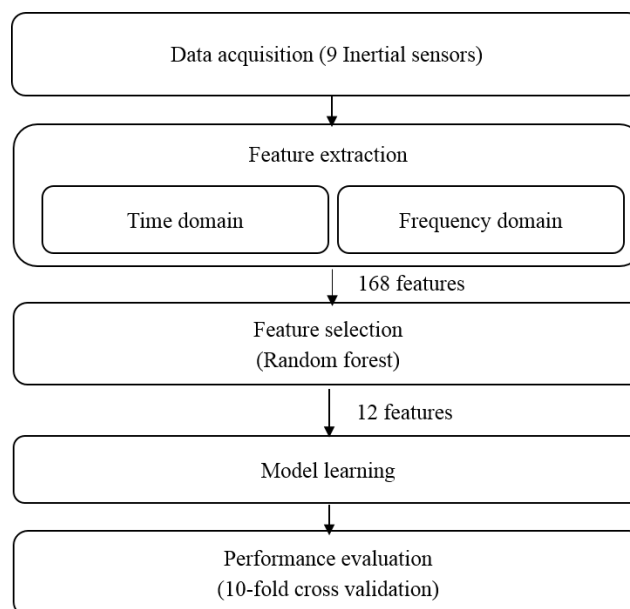 Data acquisition (9 Inertial sensors)
Feature extraction
Time domain
Frequency domain
168 features
Feature selection
(Random forest)
12 features
Model learning
Performance evaluation
(10-fold cross validation)